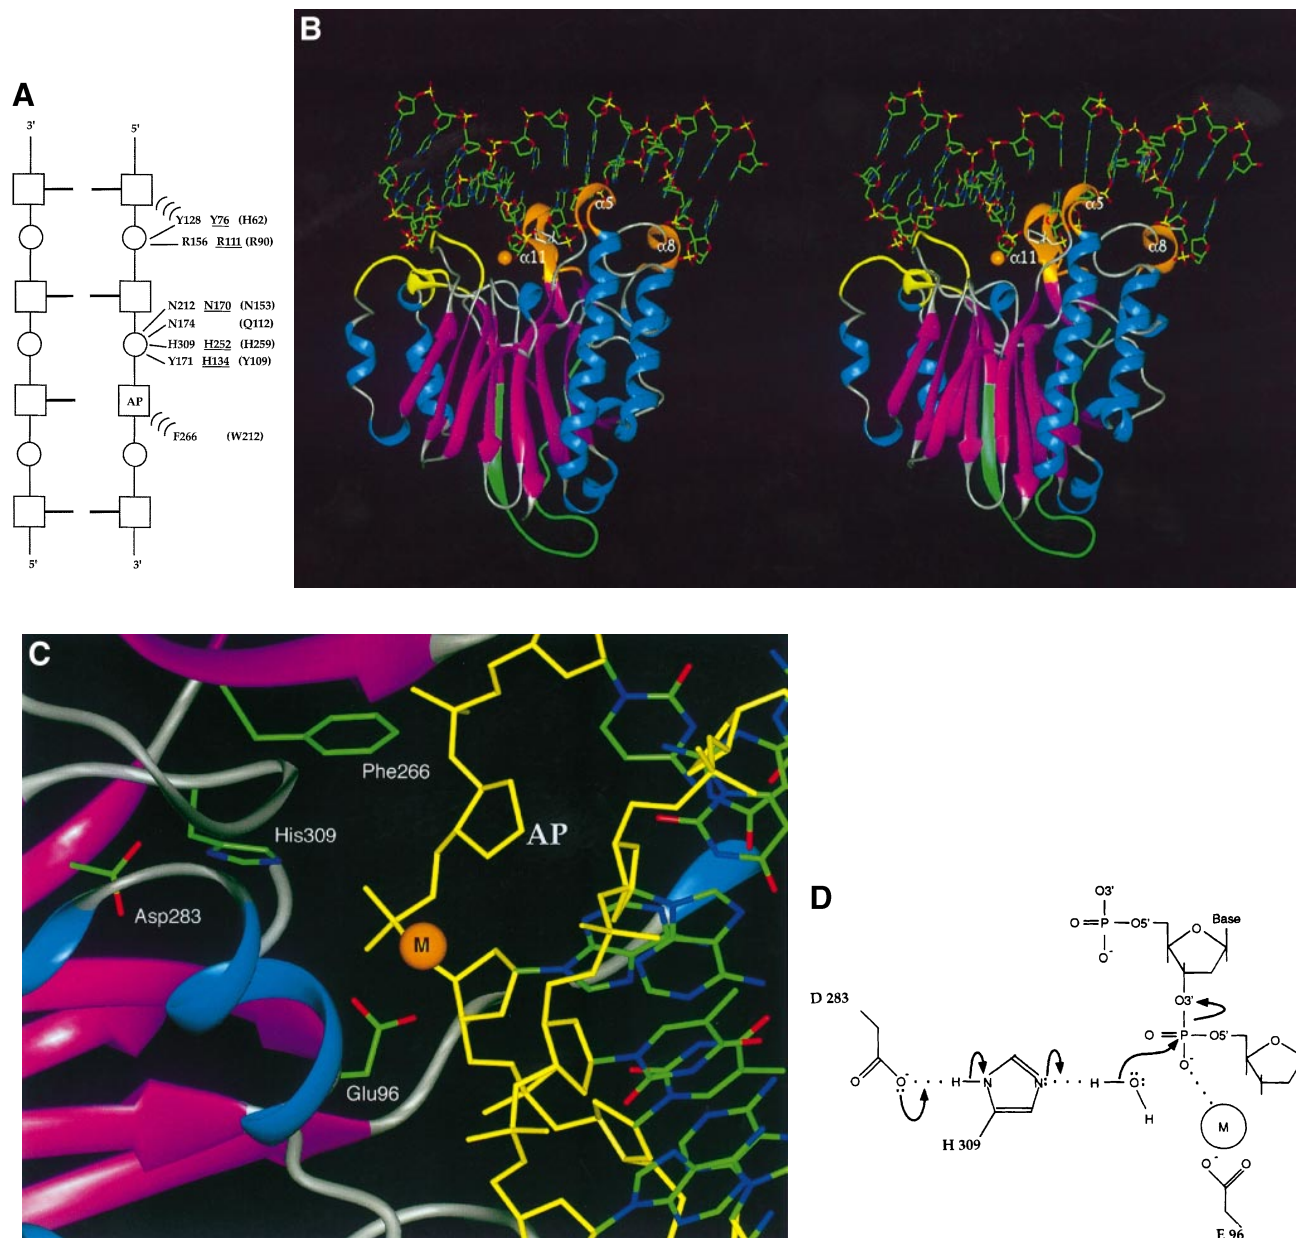 A
3' 5'
Y128 Y76 (H62)
R156 R111 (R90)
N212 N170 (N153)
N174 (Q112)
H309 H252 (H259)
Y171 H134 (Y109)
AP
F266 (W212)
5' 3'
B
α5 α5
α8 α8
α11 α11
C
Phe266
AP
His309
Asp283
M
Glu96
D
O3'
O=P–O5' Base
O
O-
D 283 O3'
O=P–O5' O
O O- H–N N: H–O: O-
H
M
H 309
O- O
E 96